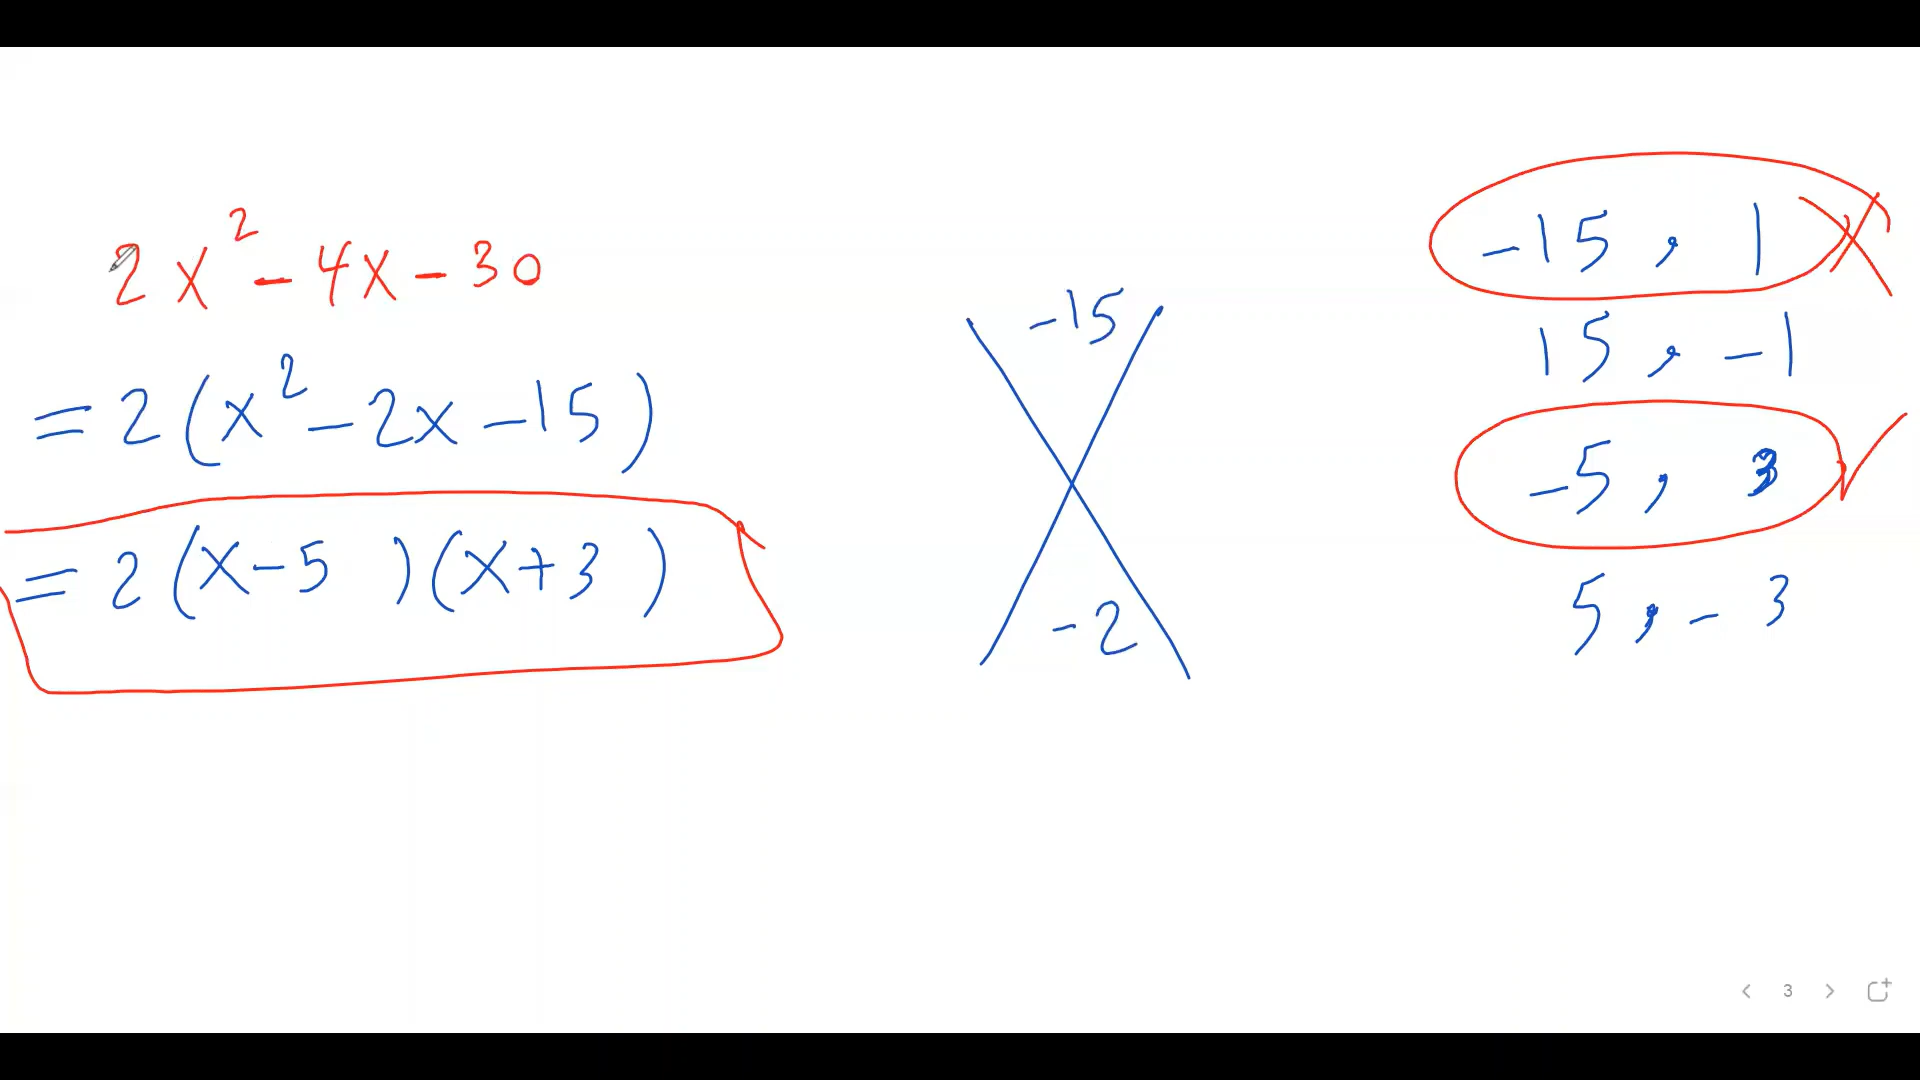 2x² - 4x - 30
= 2(x² - 2x - 15)
= 2(x - 5 )(x + 3 )
-15
-2
-15 , 1
15 , -1
-5 , 3
5 , -3
3